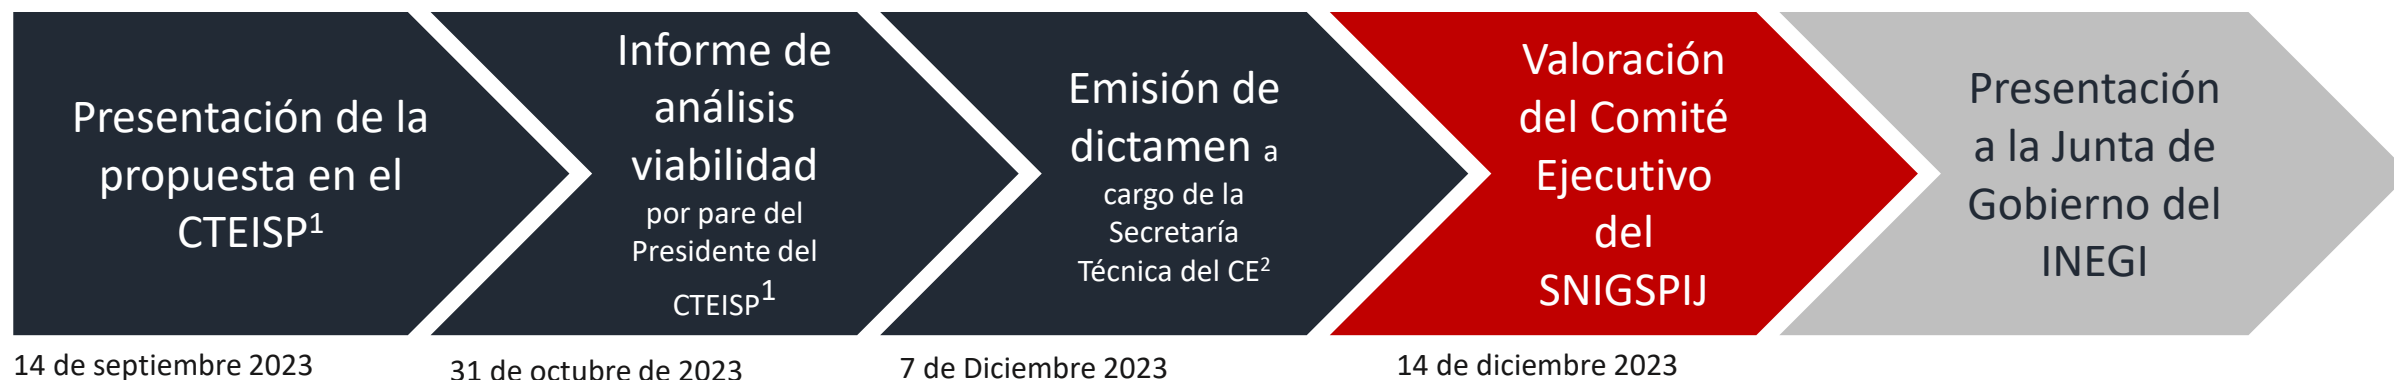 Presentación de la
propuesta en el
CTEISP¹
Informe de
análisis
viabilidad
por pare del
Presidente del
CTEISP¹
Emisión de
dictamen a
cargo de la
Secretaría
Técnica del CE²
Valoración
del Comité
Ejecutivo
del
SNIGSPIJ
Presentación
a la Junta de
Gobierno del
INEGI
14 de septiembre 2023
31 de octubre de 2023
7 de Diciembre 2023
14 de diciembre 2023